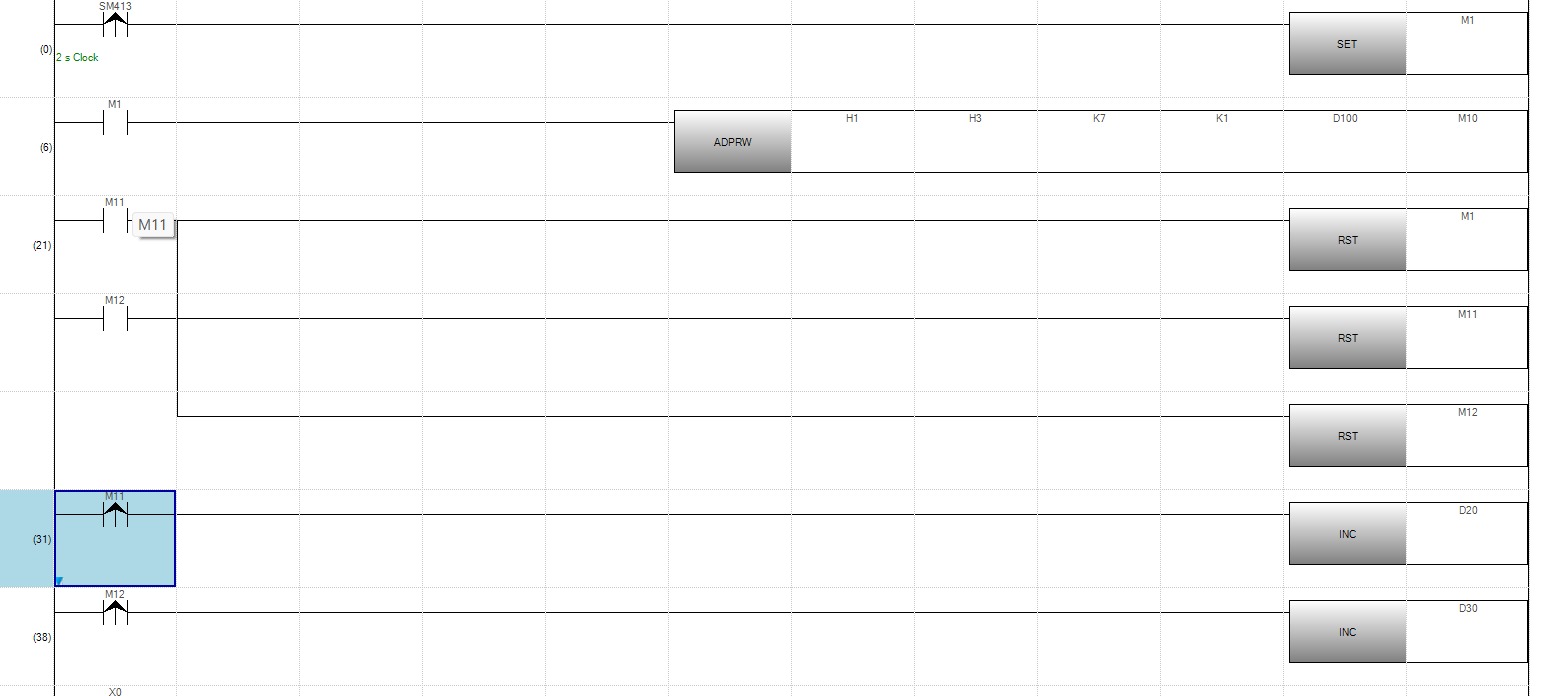 SM413
SET M1
(0)
2 s Clock
M1
ADPRW H1 H3 K7 K1 D100 M10
(6)
M11
M11
RST M1
(21)
M12
RST M11
RST M12
M11
INC D20
(31)
M12
INC D30
(38)
X0